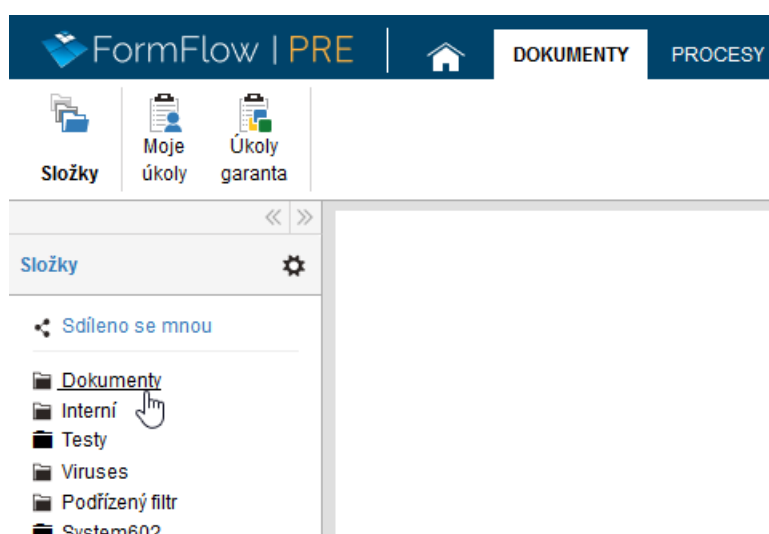 FormFlow | PRE
DOKUMENTY
PROCESY
Složky
Moje
úkoly
Úkoly
garanta
Složky
Sdíleno se mnou
Dokumenty
Interní
Testy
Viruses
Podřízený filtr
System602